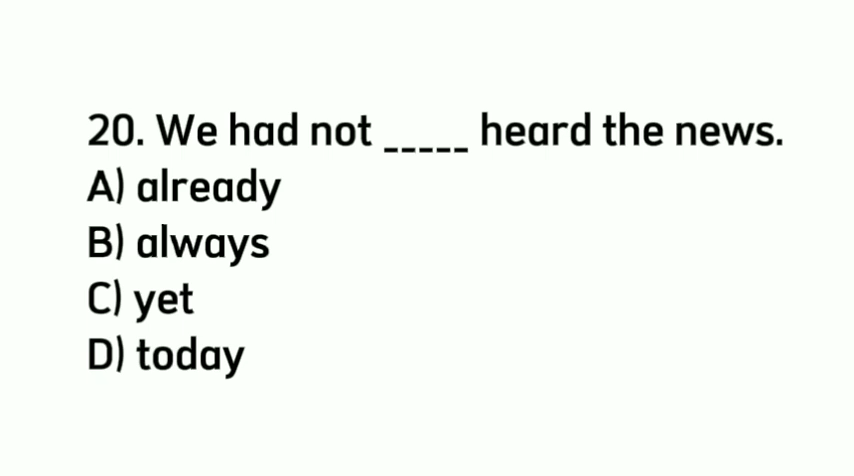 20. We had not _____ heard the news.
A) already
B) always
C) yet
D) today